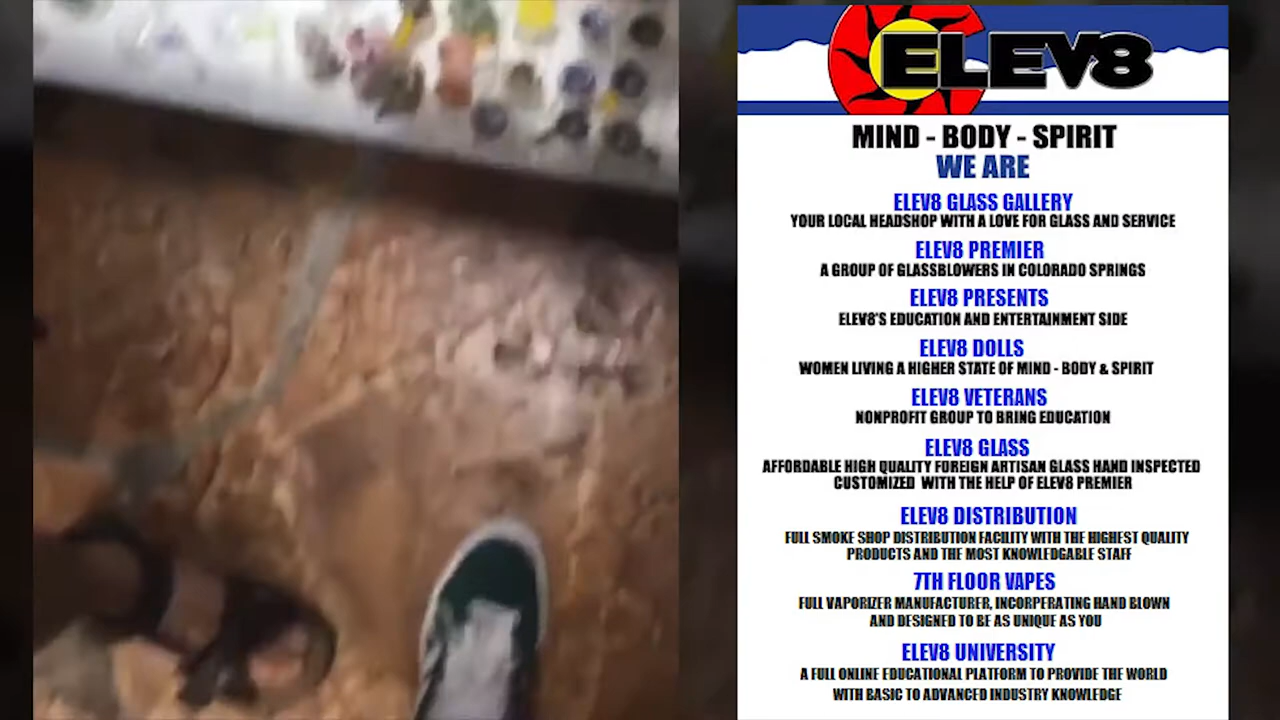 ELEV8
MIND - BODY - SPIRIT
WE ARE
ELEV8 GLASS GALLERY
YOUR LOCAL HEADSHOP WITH A LOVE FOR GLASS AND SERVICE
ELEV8 PREMIER
A GROUP OF GLASSBLOWERS IN COLORADO SPRINGS
ELEV8 PRESENTS
ELEV8'S EDUCATION AND ENTERTAINMENT SIDE
ELEV8 DOLLS
WOMEN LIVING A HIGHER STATE OF MIND - BODY & SPIRIT
ELEV8 VETERANS
NONPROFIT GROUP TO BRING EDUCATION
ELEV8 GLASS
AFFORDABLE HIGH QUALITY FOREIGN ARTISAN GLASS HAND INSPECTED
CUSTOMIZED WITH THE HELP OF ELEV8 PREMIER
ELEV8 DISTRIBUTION
FULL SMOKE SHOP DISTRIBUTION FACILITY WITH THE HIGHEST QUALITY
PRODUCTS AND THE MOST KNOWLEDGABLE STAFF
7TH FLOOR VAPES
FULL VAPORIZER MANUFACTURER, INCORPERATING HAND BLOWN
AND DESIGNED TO BE AS UNIQUE AS YOU
ELEV8 UNIVERSITY
A FULL ONLINE EDUCATIONAL PLATFORM TO PROVIDE THE WORLD
WITH BASIC TO ADVANCED INDUSTRY KNOWLEDGE